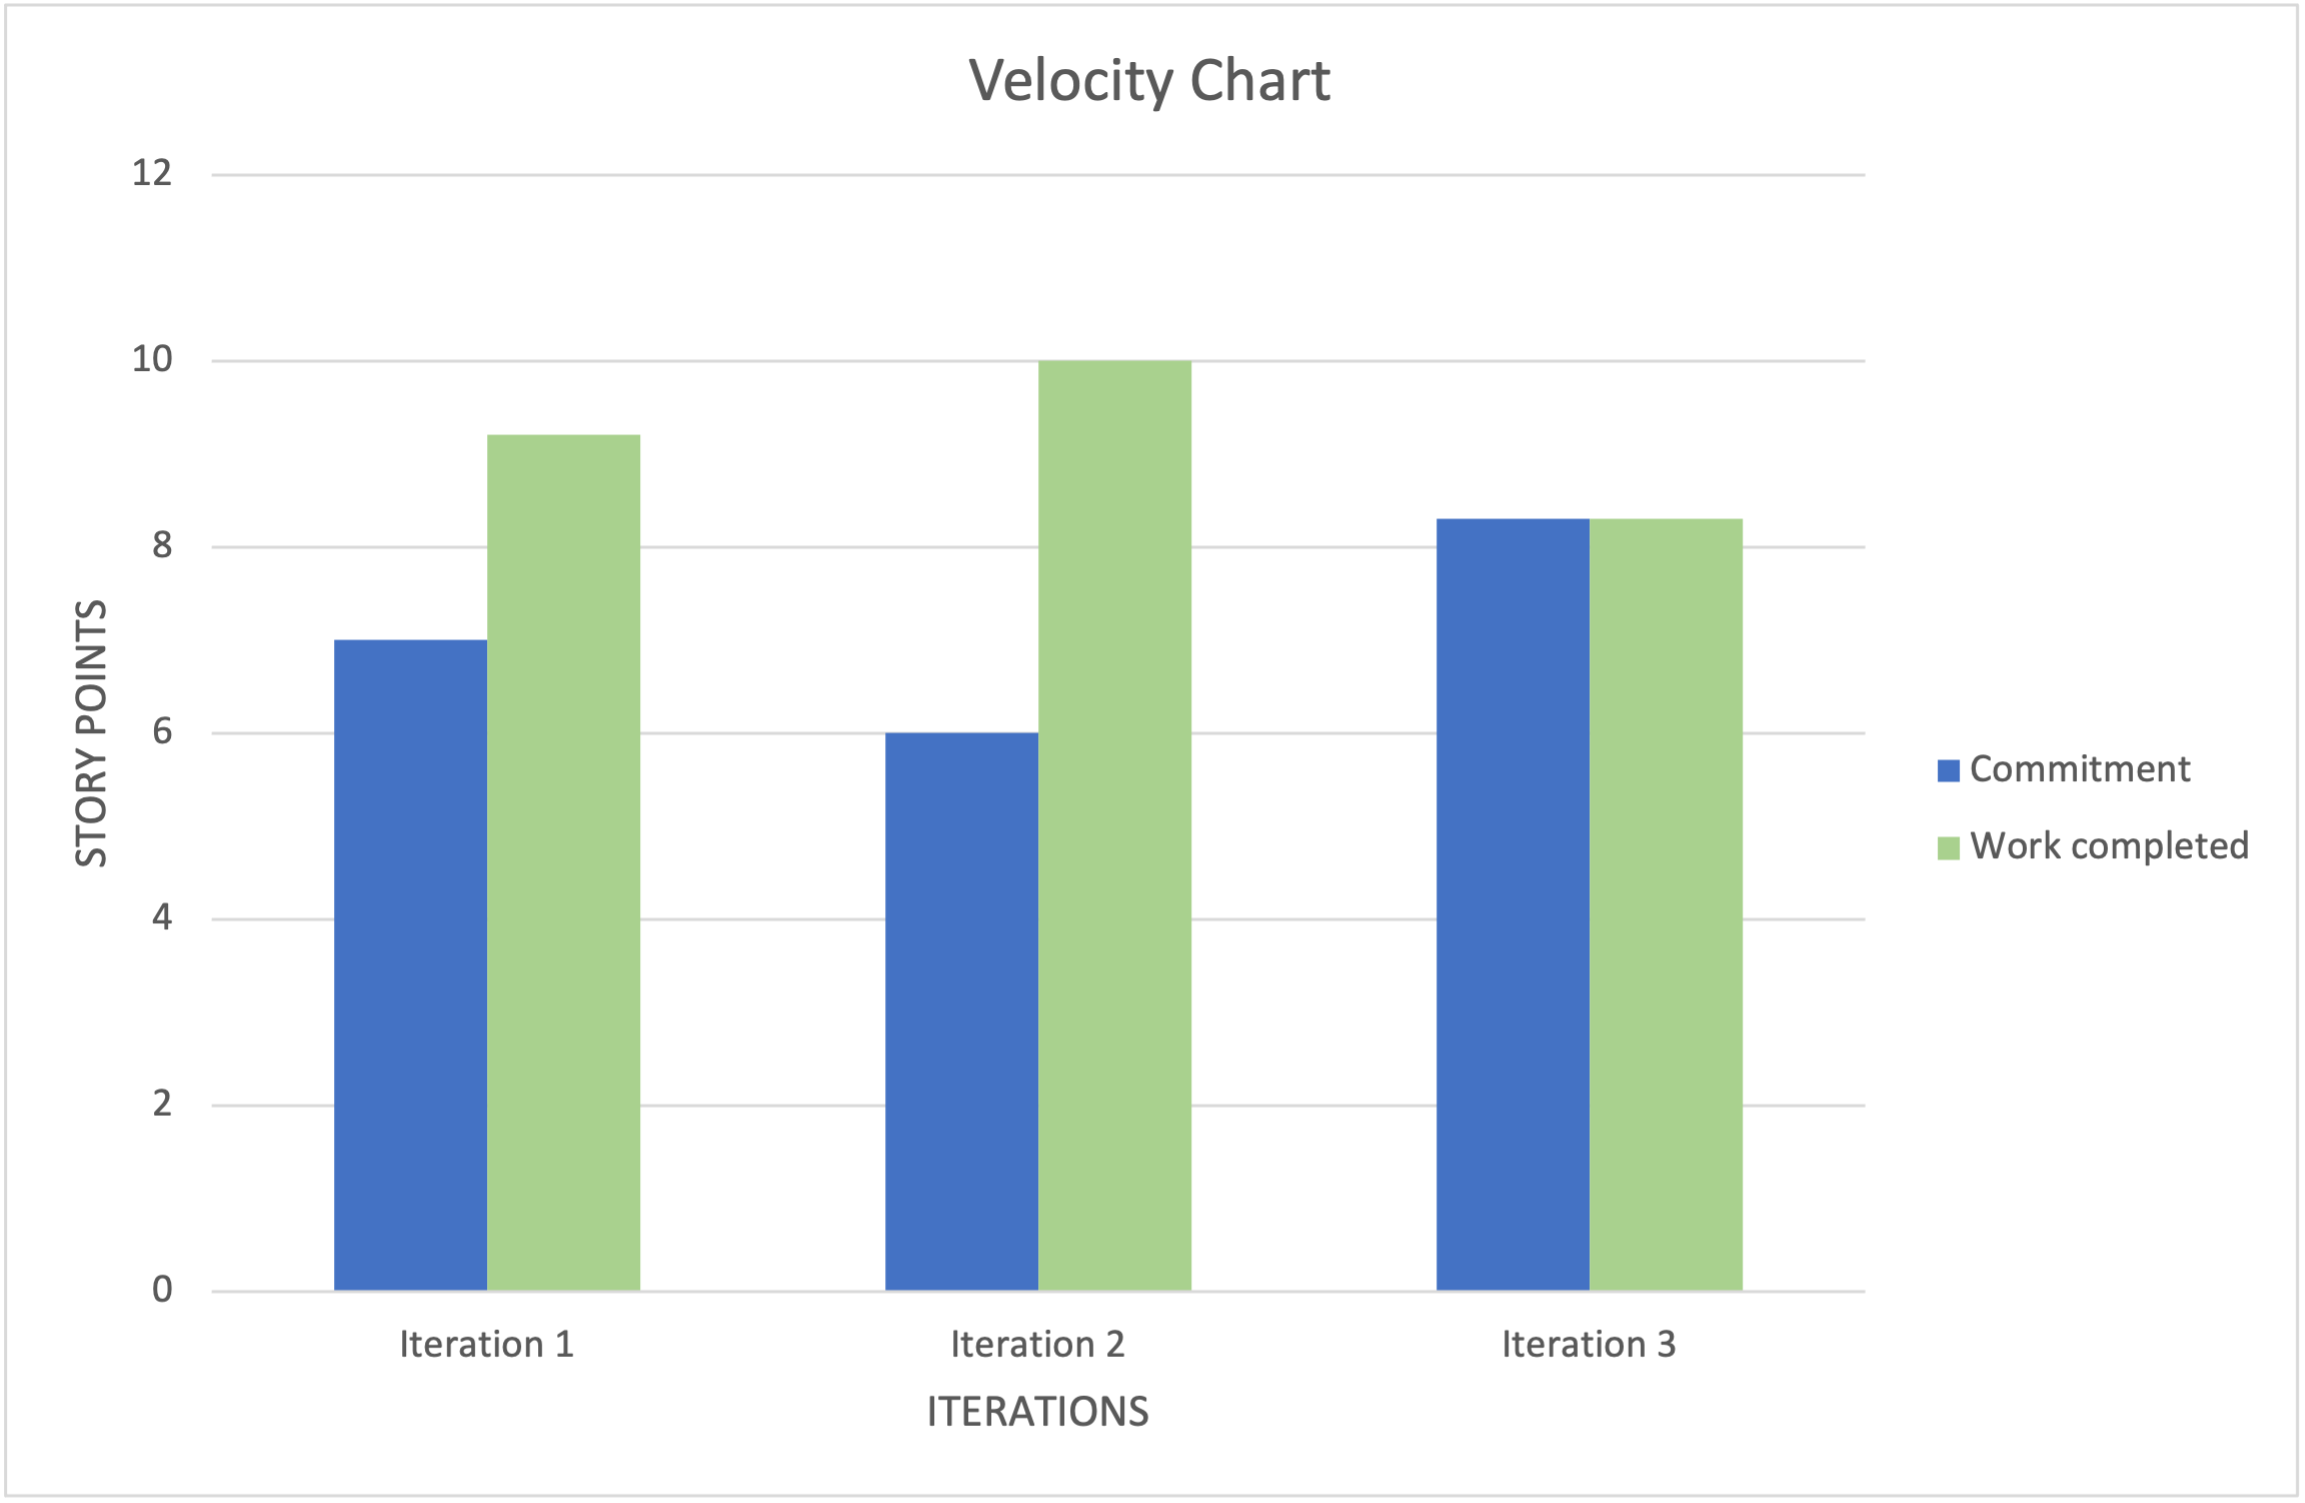 Velocity Chart
12
10
8
6
4
2
0
STORY POINTS
Iteration 1
Iteration 2
Iteration 3
ITERATIONS
Commitment
Work completed